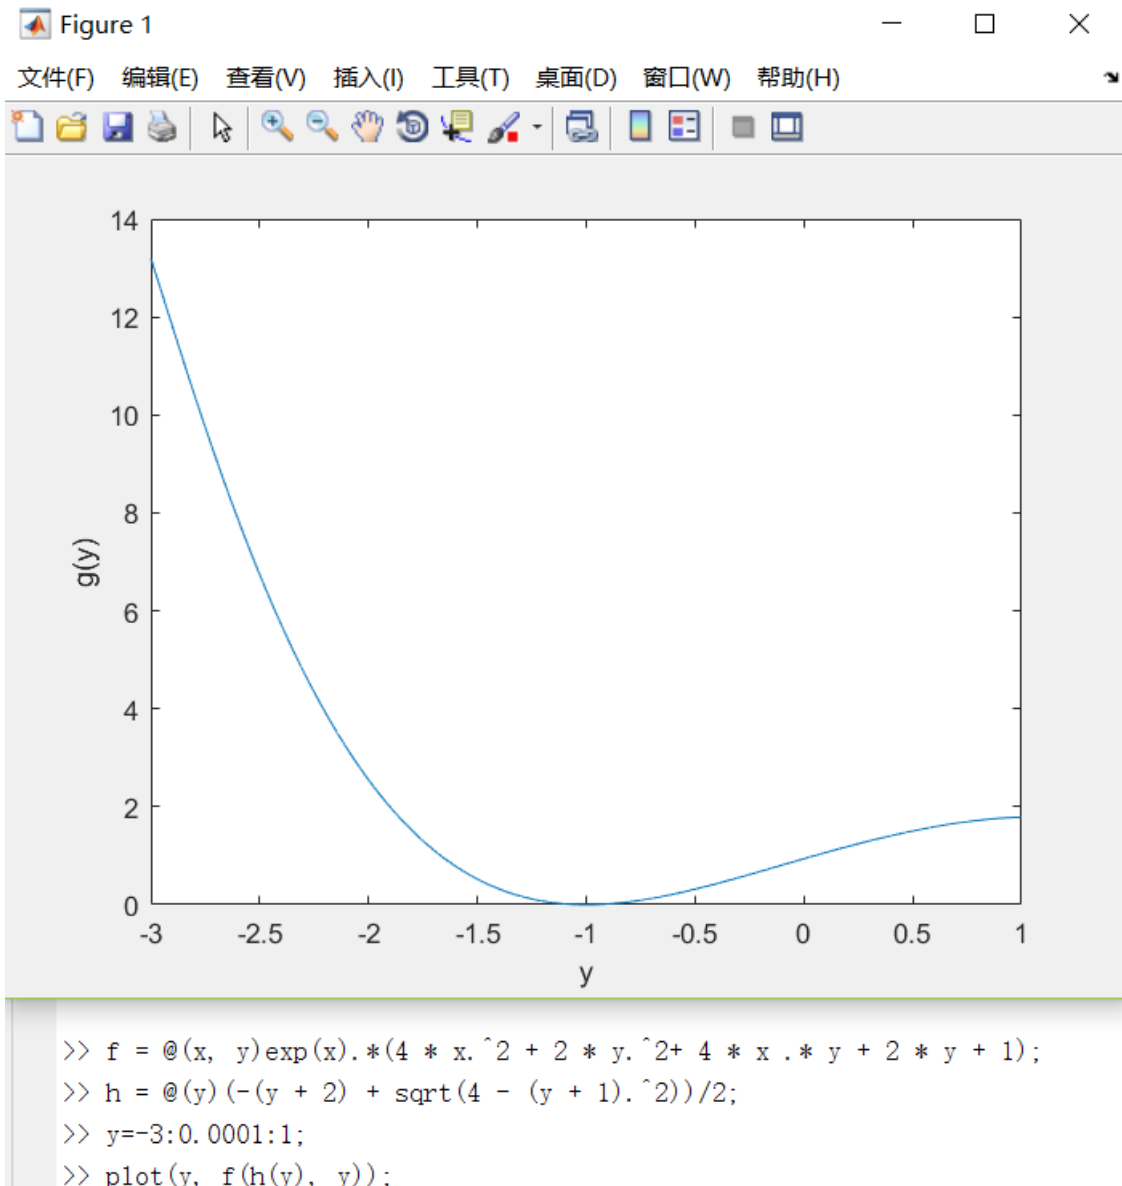 Figure 1
文件(F) 编辑(E) 查看(V) 插入(I) 工具(T) 桌面(D) 窗口(W) 帮助(H)
14
12
10
8
6
4
2
0
g(y)
-3 -2.5 -2 -1.5 -1 -0.5 0 0.5 1
y
>> f = @(x, y)exp(x).*(4 * x.^2 + 2 * y.^2+ 4 * x .* y + 2 * y + 1);
>> h = @(y)(-(y + 2) + sqrt(4 - (y + 1).^2))/2;
>> y=-3:0.0001:1;
>> plot(y, f(h(y), y));